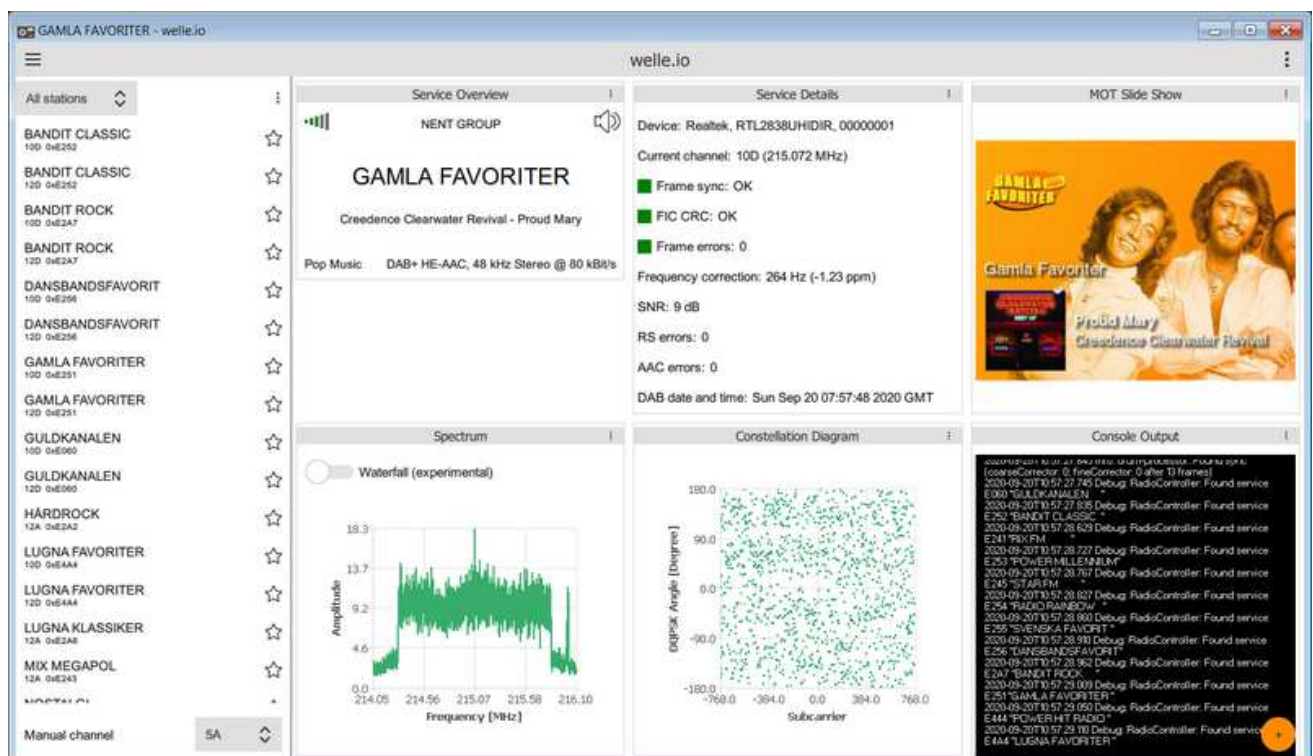 GAMLA FAVORITER - welle.io
welle.io
All stations
BANDIT CLASSIC
10D 0xE252
BANDIT CLASSIC
12D 0xE252
BANDIT ROCK
10D 0xE2A7
BANDIT ROCK
12D 0xE2A7
DANSBANDSFAVORIT
10D 0xE256
DANSBANDSFAVORIT
12D 0xE256
GAMLA FAVORITER
10D 0xE251
GAMLA FAVORITER
12D 0xE251
GULDKANALEN
10D 0xE060
GULDKANALEN
12D 0xE060
HÅRDROCK
12A 0xE2A2
LUGNA FAVORITER
10D 0xE4A4
LUGNA FAVORITER
12D 0xE4A4
LUGNA KLASSIKER
12A 0xE2A8
MIX MEGAPOL
12A 0xE243
Manual channel
5A
Service Overview
NENT GROUP
GAMLA FAVORITER
Creedence Clearwater Revival - Proud Mary
Pop Music DAB+ HE-AAC, 48 kHz Stereo @ 80 kBit/s
Service Details
Device: Realtek, RTL2838UHIDIR, 00000001
Current channel: 10D (215.072 MHz)
Frame sync: OK
FIC CRC: OK
Frame errors: 0
Frequency correction: 264 Hz (-1.23 ppm)
SNR: 9 dB
RS errors: 0
AAC errors: 0
DAB date and time: Sun Sep 20 07:57:48 2020 GMT
MOT Slide Show
GAMLA
FAVORITER
Gamla Favoriter
Proud Mary
Creedence Clearwater Revival
Spectrum
Waterfall (experimental)
18.3
13.7
9.2
4.6
0.0
Amplitude
214.05 214.56 215.07 215.58 216.10
Frequency [MHz]
Constellation Diagram
180.0
90.0
0.0
-90.0
-180.0
DQPSK Angle [Degree]
-768.0 -384.0 0.0 384.0 768.0
Subcarrier
Console Output
(coarseCorrector: 0; fineCorrector: 0 after 13 frames)
2020-09-20T10:57:27.745 Debug: RadioController: Found service
E060 "GULDKANALEN "
2020-09-20T10:57:27.835 Debug: RadioController: Found service
E252 "BANDIT CLASSIC "
2020-09-20T10:57:28.629 Debug: RadioController: Found service
E241 "RIX FM "
2020-09-20T10:57:28.727 Debug: RadioController: Found service
E253 "POWER MILLENNIUM"
2020-09-20T10:57:28.767 Debug: RadioController: Found service
E245 "STAR FM "
2020-09-20T10:57:28.827 Debug: RadioController: Found service
E254 "RADIO RAINBOW "
2020-09-20T10:57:28.860 Debug: RadioController: Found service
E255 "SVENSKA FAVORIT "
2020-09-20T10:57:28.910 Debug: RadioController: Found service
E256 "DANSBANDSFAVORIT"
2020-09-20T10:57:28.962 Debug: RadioController: Found service
E2A7 "BANDIT ROCK "
2020-09-20T10:57:29.009 Debug: RadioController: Found service
E251 "GAMLA FAVORITER "
2020-09-20T10:57:29.050 Debug: RadioController: Found service
E444 "POWER HIT RADIO "
2020-09-20T10:57:29.110 Debug: RadioController: Found service
E4A4 "LUGNA FAVORITER "